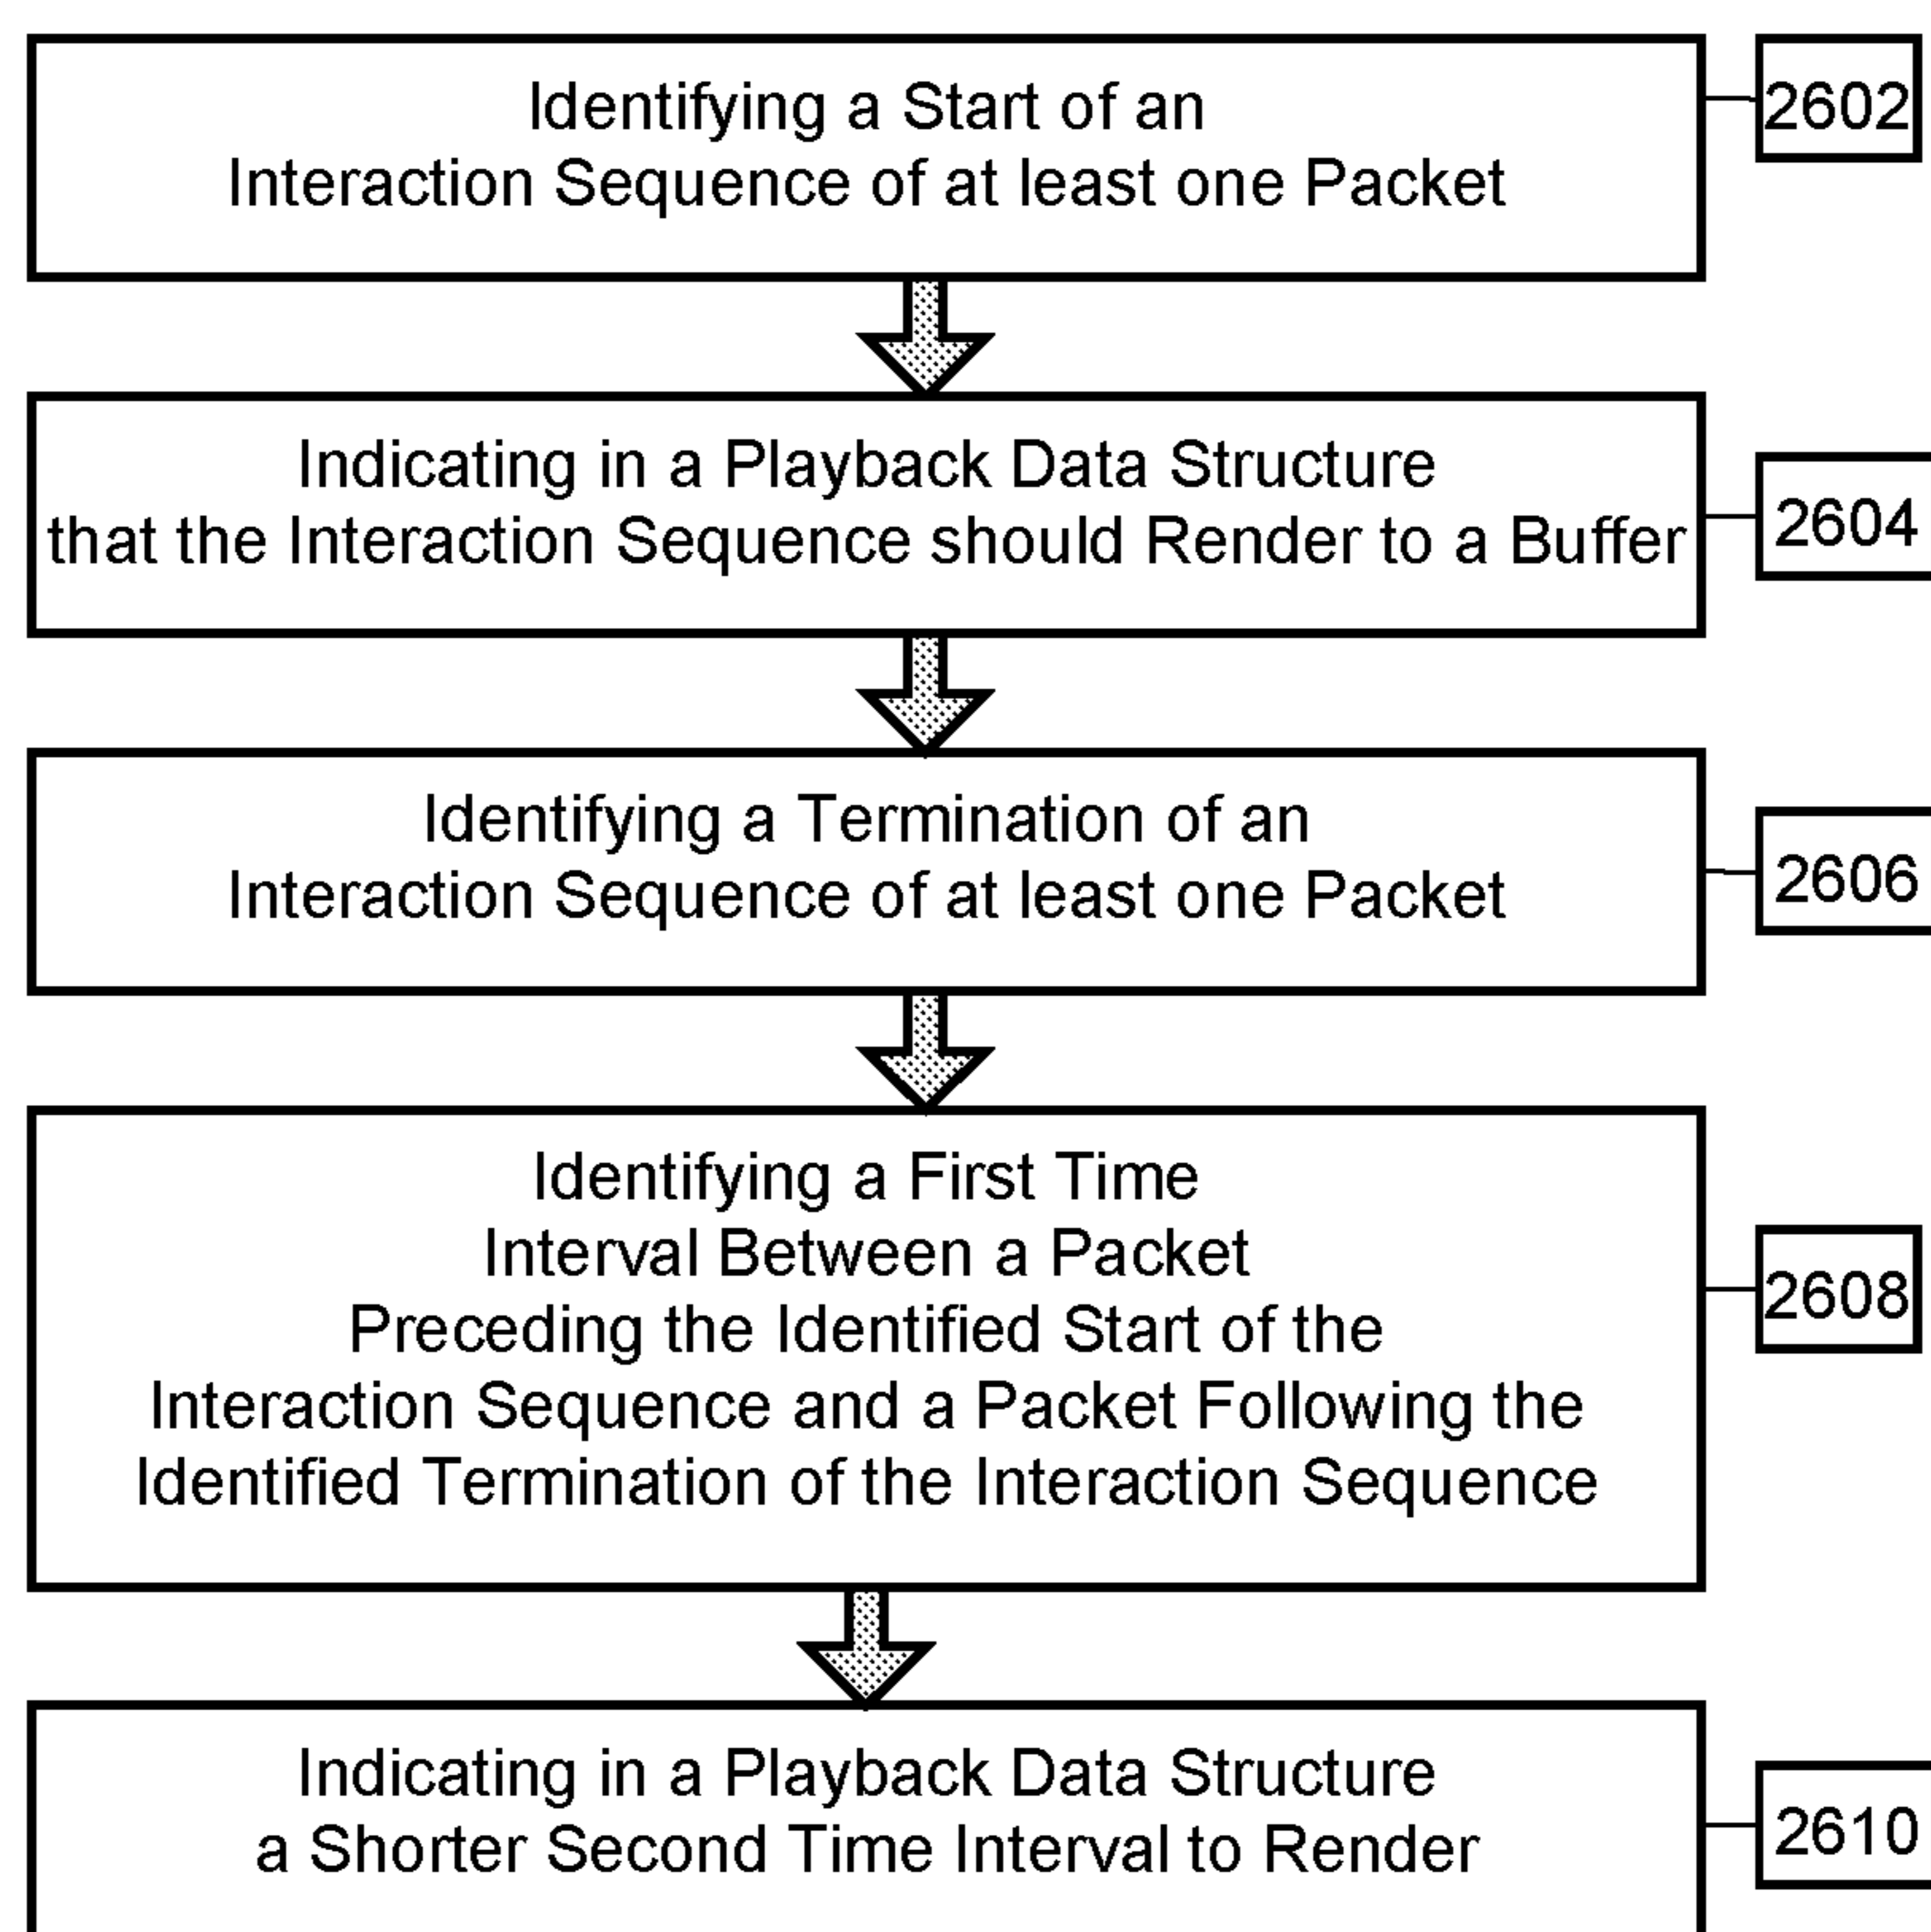 Identifying a Start of an
Interaction Sequence of at least one Packet
2602
Indicating in a Playback Data Structure
that the Interaction Sequence should Render to a Buffer
2604
Identifying a Termination of an
Interaction Sequence of at least one Packet
2606
Identifying a First Time
Interval Between a Packet
Preceding the Identified Start of the
Interaction Sequence and a Packet Following the
Identified Termination of the Interaction Sequence
2608
Indicating in a Playback Data Structure
a Shorter Second Time Interval to Render
2610